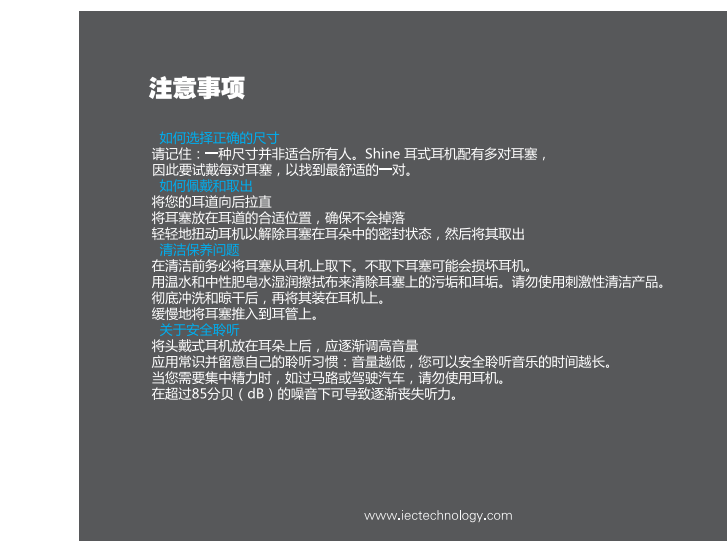 注意事项
如何选择正确的尺寸
请记住：一种尺寸并非适合所有人。Shine 耳式耳机配有多对耳塞，
因此要试戴每对耳塞，以找到最舒适的一对。
如何佩戴和取出
将您的耳道向后拉直
将耳塞放在耳道的合适位置，确保不会掉落
轻轻地扭动耳机以解除耳塞在耳朵中的密封状态，然后将其取出
清洁保养问题
在清洁前务必将耳塞从耳机上取下。不取下耳塞可能会损坏耳机。
用温水和中性肥皂水湿润擦拭布来清除耳塞上的污垢和耳垢。请勿使用刺激性清洁产品。
彻底冲洗和晾干后，再将其装在耳机上。
缓慢地将耳塞推入到耳管上。
关于安全聆听
将头戴式耳机放在耳朵上后，应逐渐调高音量
应用常识并留意自己的聆听习惯：音量越低，您可以安全聆听音乐的时间越长。
当您需要集中精力时，如过马路或驾驶汽车，请勿使用耳机。
在超过85分贝（dB）的噪音下可导致逐渐丧失听力。
www.iectechnology.com